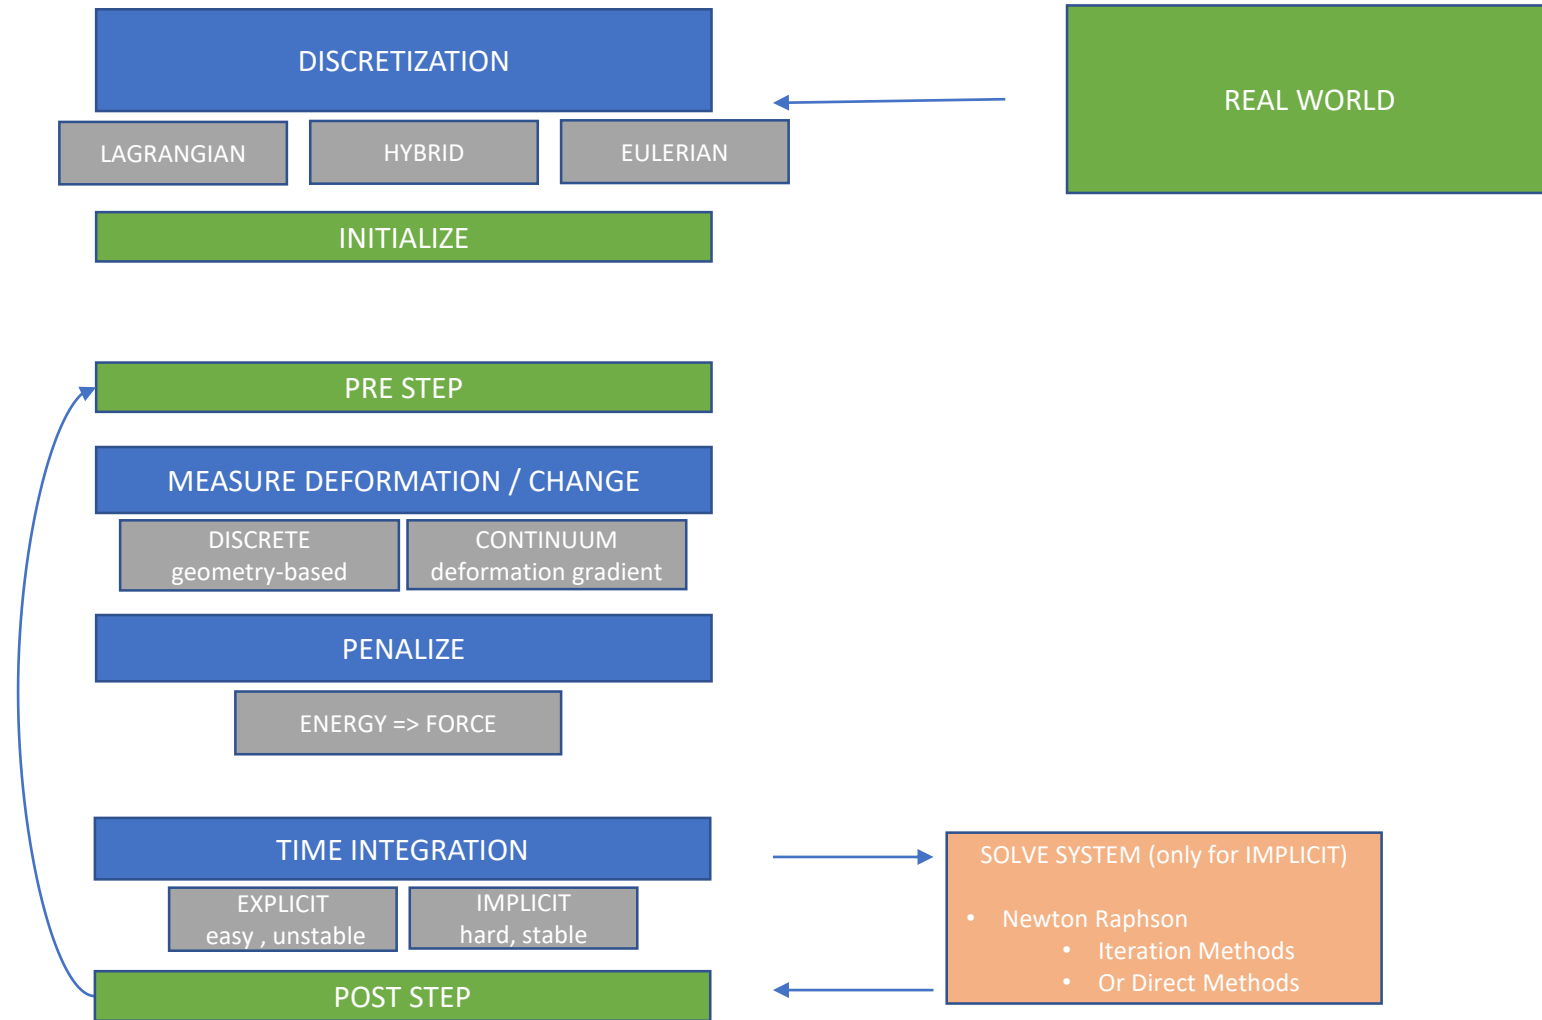 DISCRETIZATION
REAL WORLD
LAGRANGIAN
HYBRID
EULERIAN
INITIALIZE
PRE STEP
MEASURE DEFORMATION / CHANGE
DISCRETE
geometry-based
CONTINUUM
deformation gradient
PENALIZE
ENERGY => FORCE
TIME INTEGRATION
EXPLICIT
easy , unstable
IMPLICIT
hard, stable
SOLVE SYSTEM (only for IMPLICIT)
• Newton Raphson
• Iteration Methods
• Or Direct Methods
POST STEP